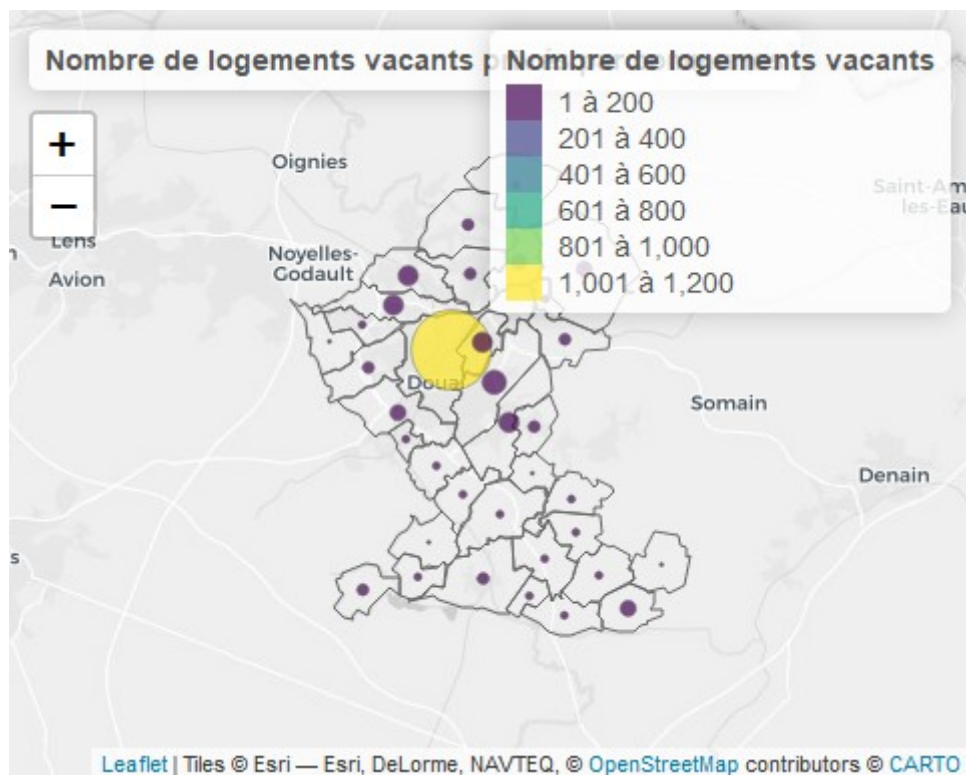 Nombre de logements vacants
Nombre de logements vacants
1 à 200
201 à 400
401 à 600
601 à 800
801 à 1,000
1,001 à 1,200
+
−
Oignies
Lens
Noyelles-
Godault
Avion
Douai
Somain
Denain
Leaflet | Tiles © Esri — Esri, DeLorme, NAVTEQ, © OpenStreetMap contributors © CARTO